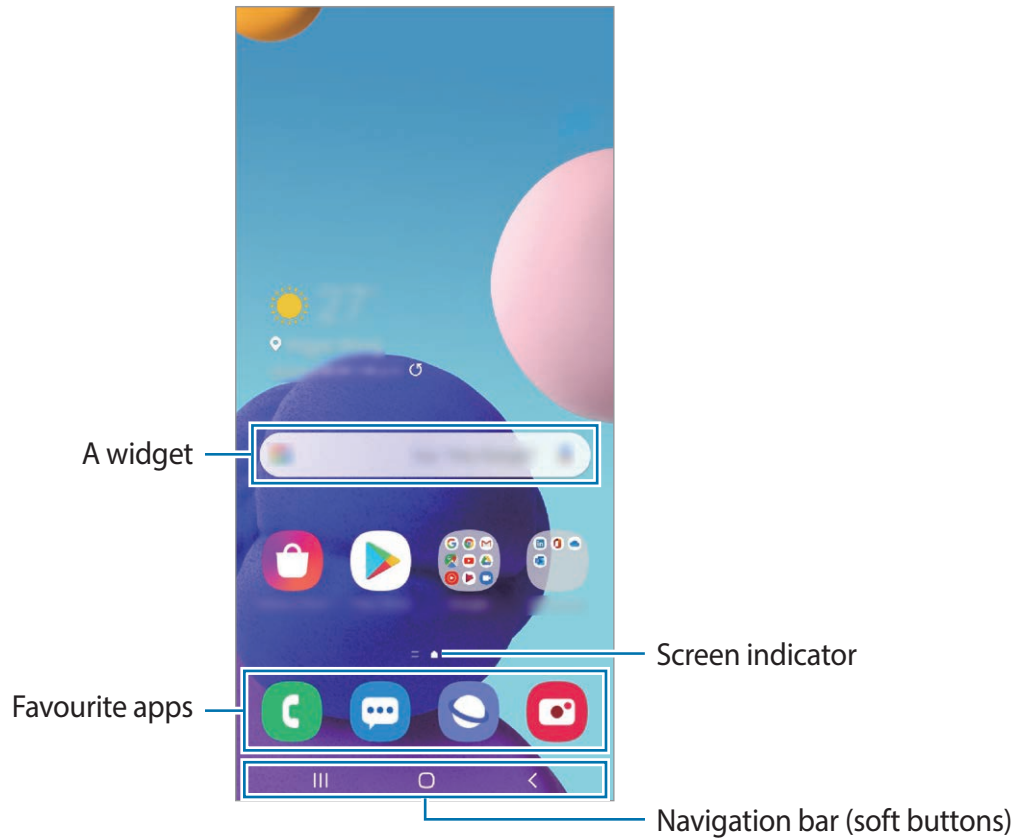 A widget
Screen indicator
Favourite apps
Navigation bar (soft buttons)